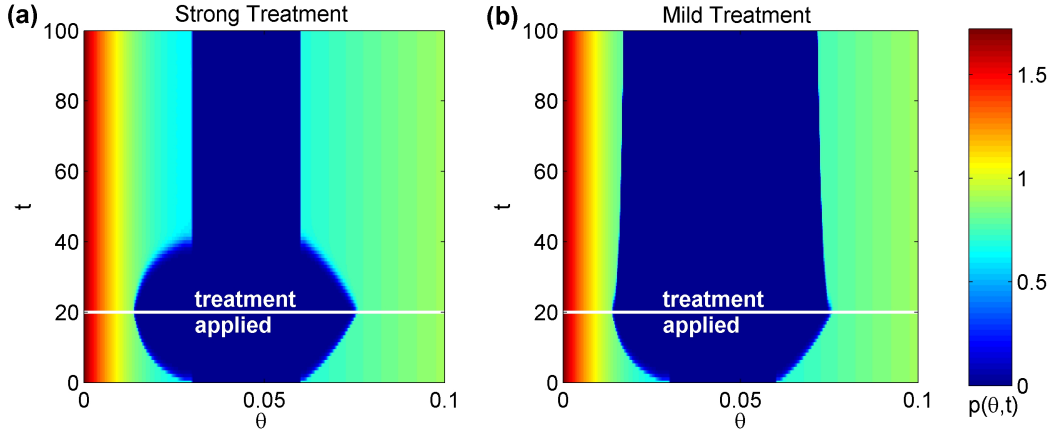 (a) Strong Treatment
100
80
60
40
20
0
t
treatment
applied
0 0.05 0.1
θ
(b) Mild Treatment
100
80
60
40
20
0
t
treatment
applied
0 0.05 0.1
θ
1.5
1
0.5
0
p(θ,t)